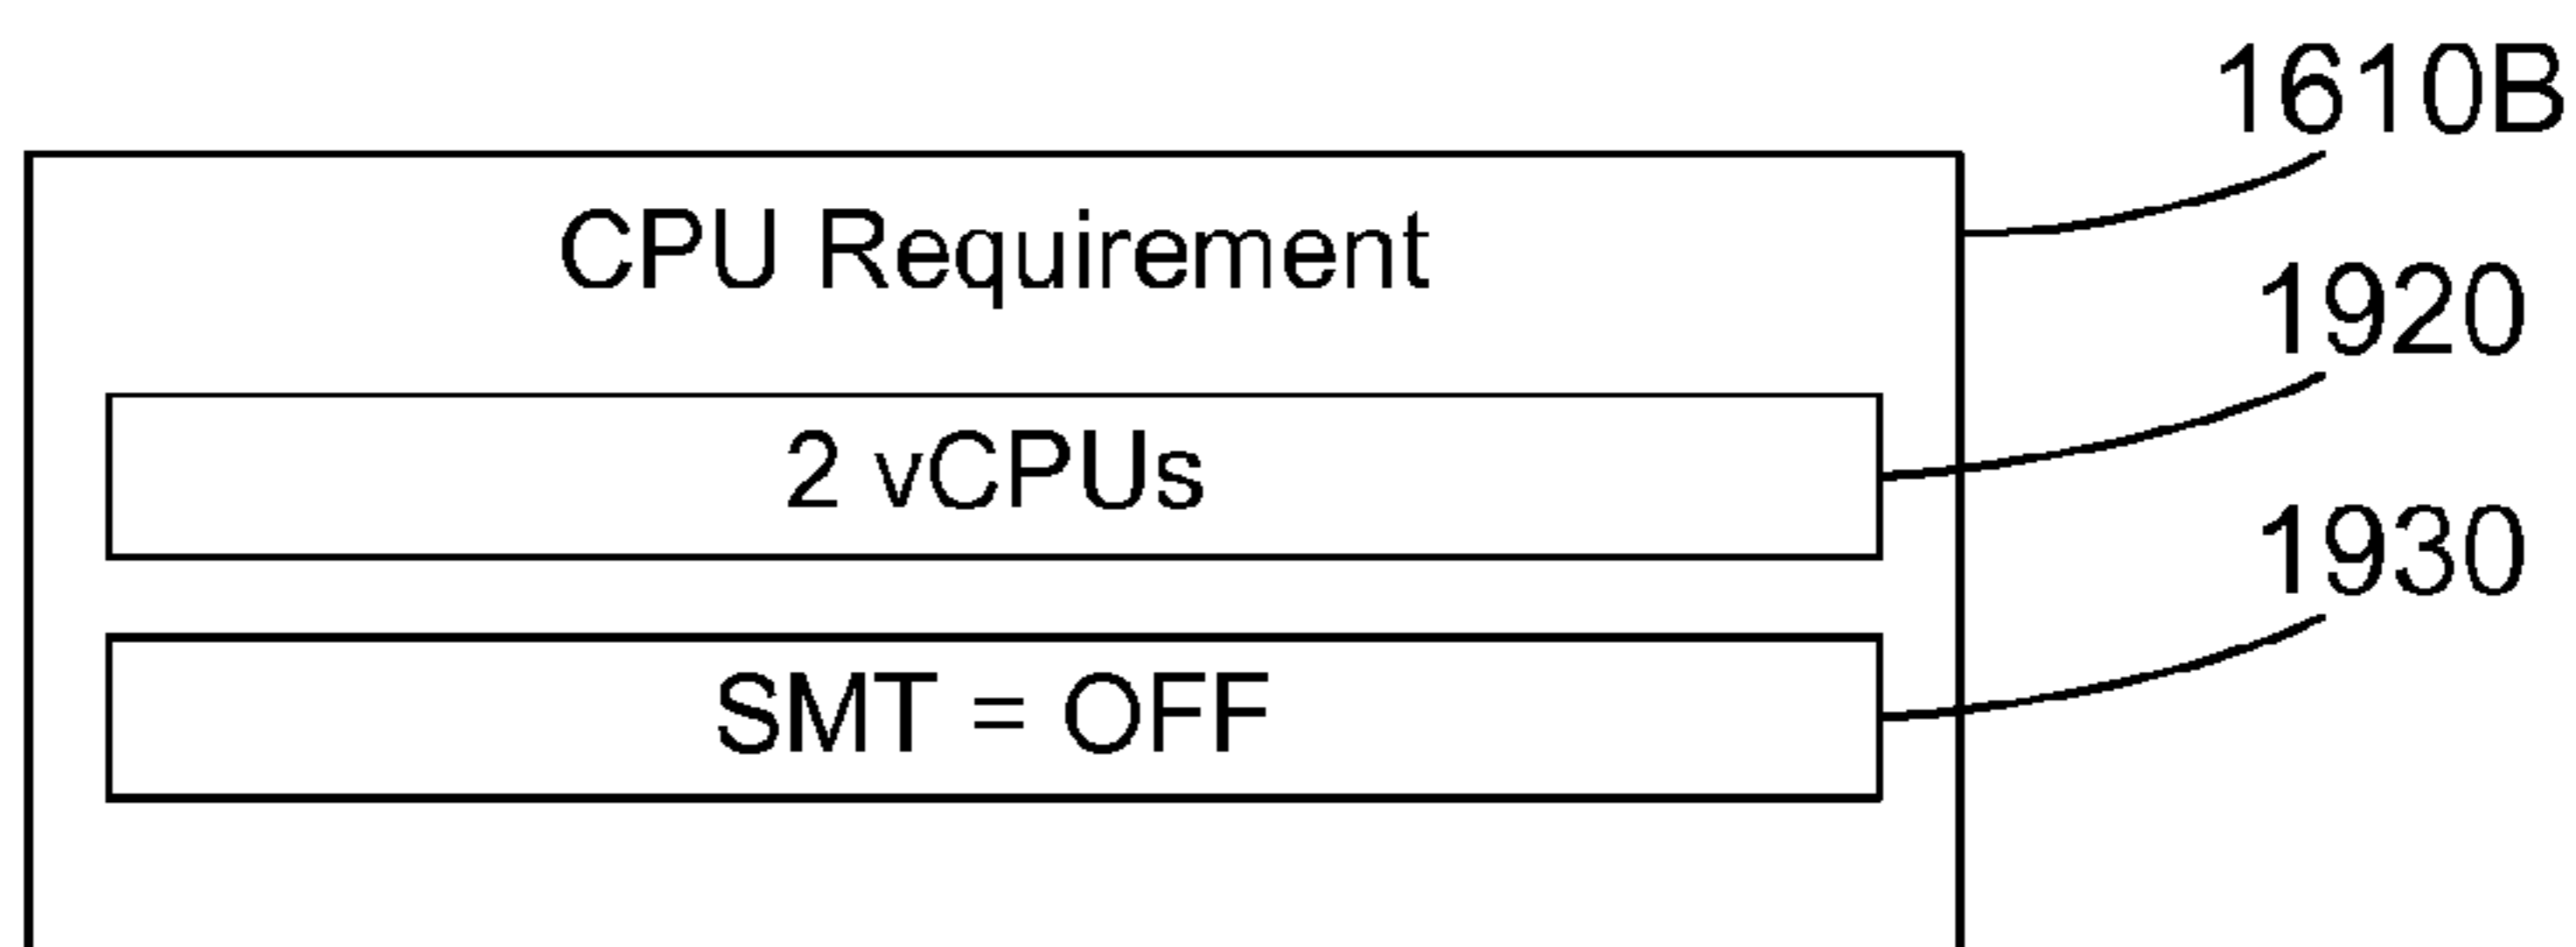 1610B
CPU Requirement
1920
2 vCPUs
1930
SMT = OFF